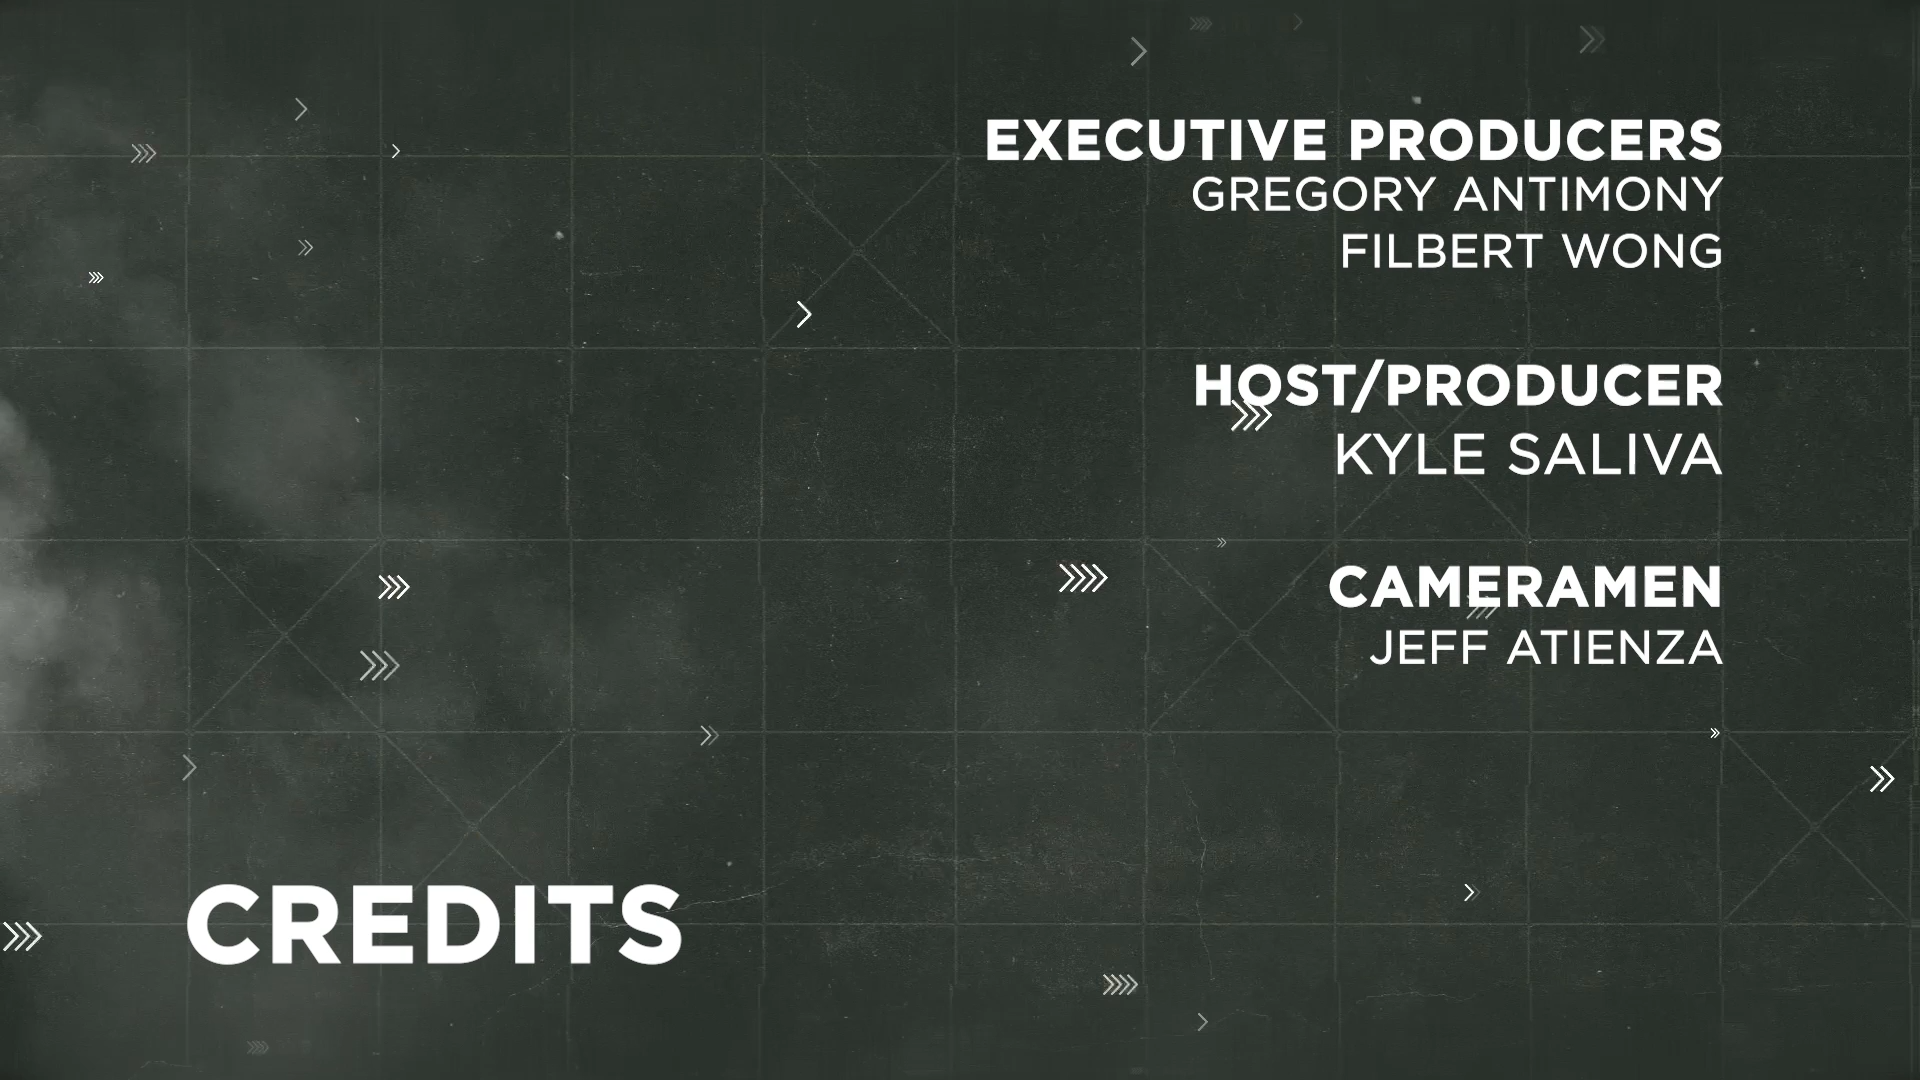 EXECUTIVE PRODUCERS
GREGORY ANTIMONY
FILBERT WONG
HOST/PRODUCER
KYLE SALIVA
CAMERAMEN
JEFF ATIENZA
CREDITS